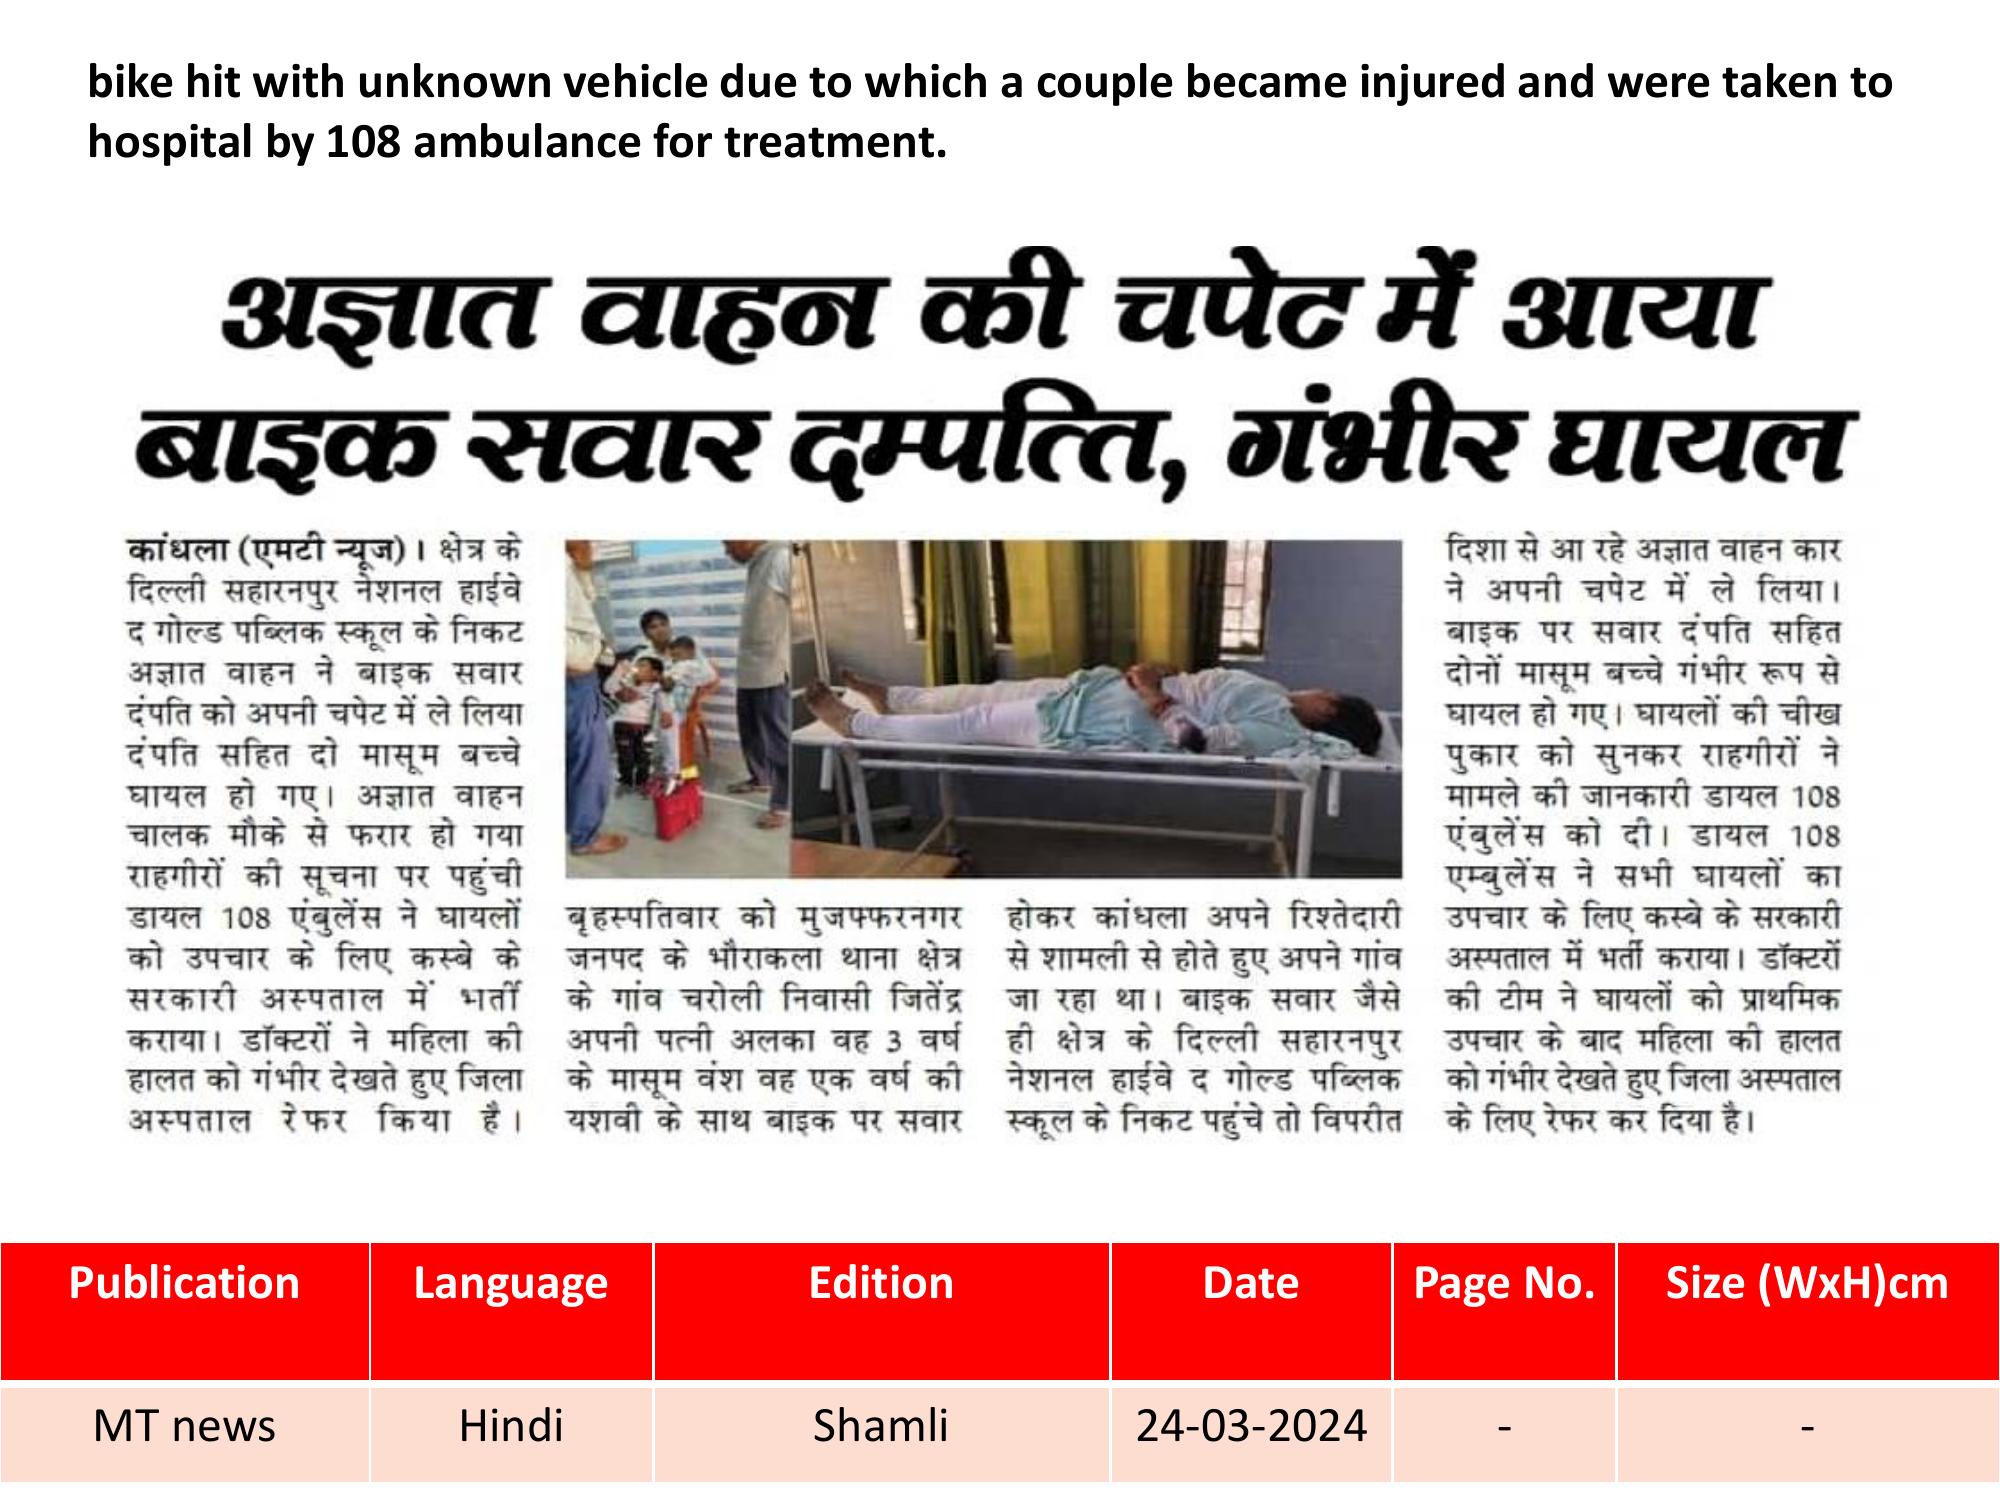 bike hit with unknown vehicle due to which a couple became injured and were taken to
hospital by 108 ambulance for treatment.
अज्ञात वाहन की चपेट में आया
बाइक सवार दम्पत्ति, गंभीर घायल
कांधला (एमटी न्यूज)। क्षेत्र के
दिल्ली सहारनपुर नेशनल हाईवे
द गोल्ड पब्लिक स्कूल के निकट
अज्ञात वाहन ने बाइक सवार
दंपति को अपनी चपेट में ले लिया
दंपति सहित दो मासूम बच्चे
घायल हो गए। अज्ञात वाहन
चालक मौके से फरार हो गया
राहगीरों की सूचना पर पहुंची
डायल 108 एंबुलेंस ने घायलों
को उपचार के लिए कस्बे के
सरकारी अस्पताल में भर्ती
कराया। डॉक्टरों ने महिला की
हालत को गंभीर देखते हुए जिला
अस्पताल रेफर किया है।
बृहस्पतिवार को मुजफ्फरनगर
जनपद के भौराकला थाना क्षेत्र
के गांव चरोली निवासी जितेंद्र
अपनी पत्नी अलका वह 3 वर्ष
के मासूम वंश वह एक वर्ष की
यशवी के साथ बाइक पर सवार
होकर कांधला अपने रिश्तेदारी
से शामली से होते हुए अपने गांव
जा रहा था। बाइक सवार जैसे
ही क्षेत्र के दिल्ली सहारनपुर
नेशनल हाईवे द गोल्ड पब्लिक
स्कूल के निकट पहुंचे तो विपरीत
दिशा से आ रहे अज्ञात वाहन कार
ने अपनी चपेट में ले लिया।
बाइक पर सवार दंपति सहित
दोनों मासूम बच्चे गंभीर रूप से
घायल हो गए। घायलों की चीख
पुकार को सुनकर राहगीरों ने
मामले की जानकारी डायल 108
एंबुलेंस को दी। डायल 108
एम्बुलेंस ने सभी घायलों का
उपचार के लिए कस्बे के सरकारी
अस्पताल में भर्ती कराया। डॉक्टरों
की टीम ने घायलों को प्राथमिक
उपचार के बाद महिला की हालत
को गंभीर देखते हुए जिला अस्पताल
के लिए रेफर कर दिया है।
Publication Language Edition Date Page No. Size (WxH)cm
MT news Hindi Shamli 24-03-2024 - -